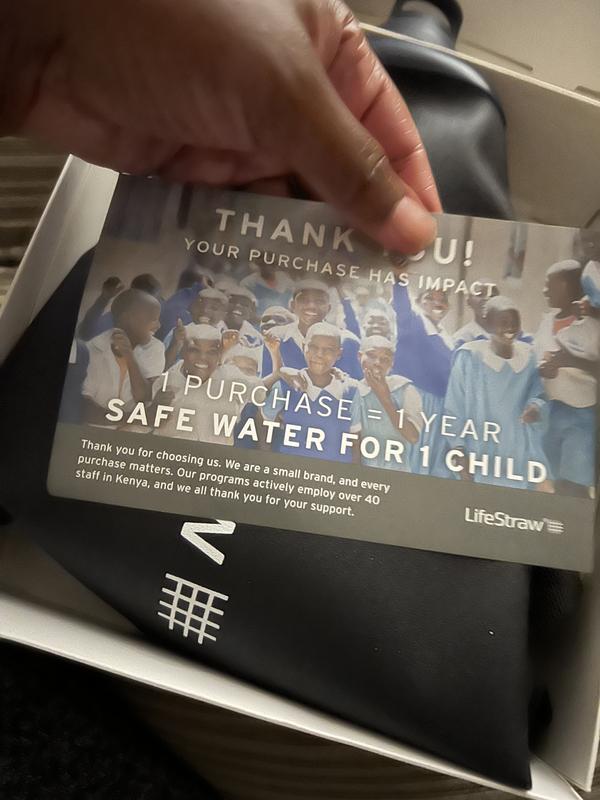 THANK YOU!
YOUR PURCHASE HAS IMPACT
1 PURCHASE = 1 YEAR
SAFE WATER FOR 1 CHILD
Thank you for choosing us. We are a small brand, and every
purchase matters. Our programs actively employ over 40
staff in Kenya, and we all thank you for your support.
LifeStraw